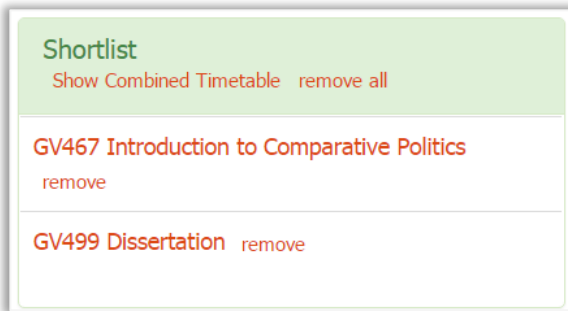 Shortlist
Show Combined Timetable remove all
GV467 Introduction to Comparative Politics
remove
GV499 Dissertation remove